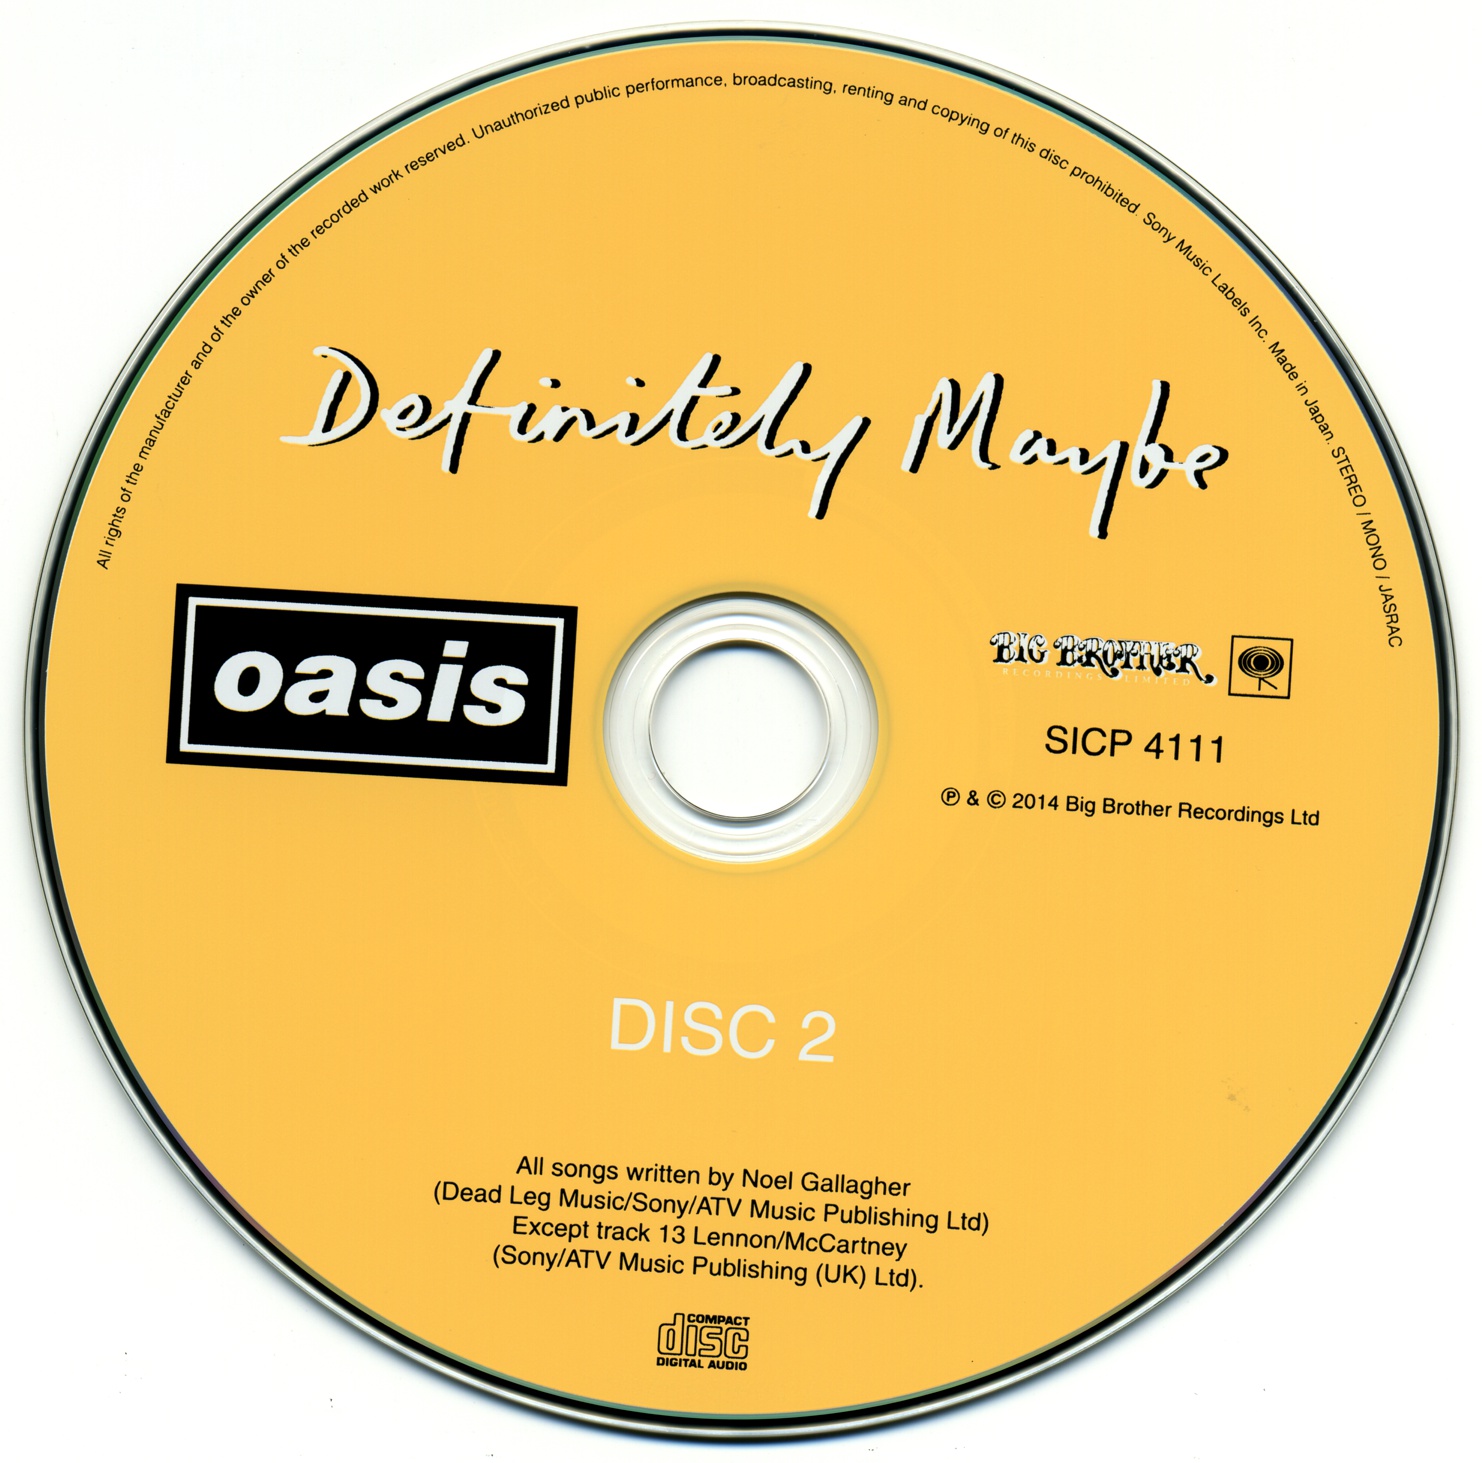 All rights of the manufacturer and of the owner of the recorded work reserved. Unauthorized public performance, broadcasting, renting and copying of this disc prohibited. Sony Music Labels Inc. Made in Japan. STEREO / MONO / JASRAC
Definitely Maybe
oasis
BIG BROTHER
RECORDINGS LIMITED
SICP 4111
℗ & © 2014 Big Brother Recordings Ltd
DISC 2
All songs written by Noel Gallagher
(Dead Leg Music/Sony/ATV Music Publishing Ltd)
Except track 13 Lennon/McCartney
(Sony/ATV Music Publishing (UK) Ltd).
COMPACT
disc
DIGITAL AUDIO